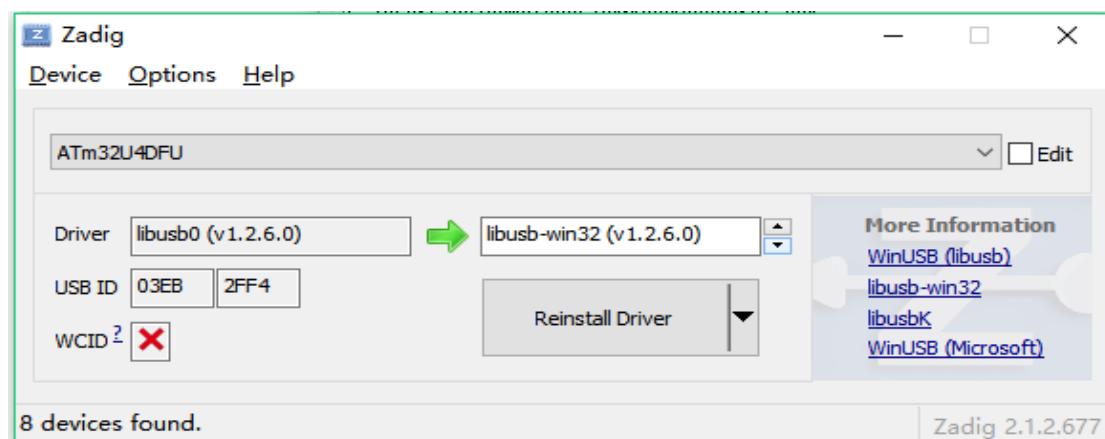 Zadig
Device Options Help
ATm32U4DFU
Edit
Driver libusb0 (v1.2.6.0) libusb-win32 (v1.2.6.0)
USB ID 03EB 2FF4
WCID ?
Reinstall Driver
More Information
WinUSB (libusb)
libusb-win32
libusbK
WinUSB (Microsoft)
8 devices found.
Zadig 2.1.2.677